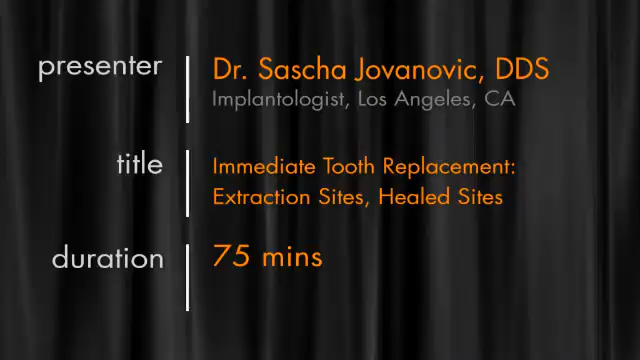 presenter
Dr. Sascha Jovanovic, DDS
Implantologist, Los Angeles, CA
title
Immediate Tooth Replacement:
Extraction Sites, Healed Sites
duration
75 mins